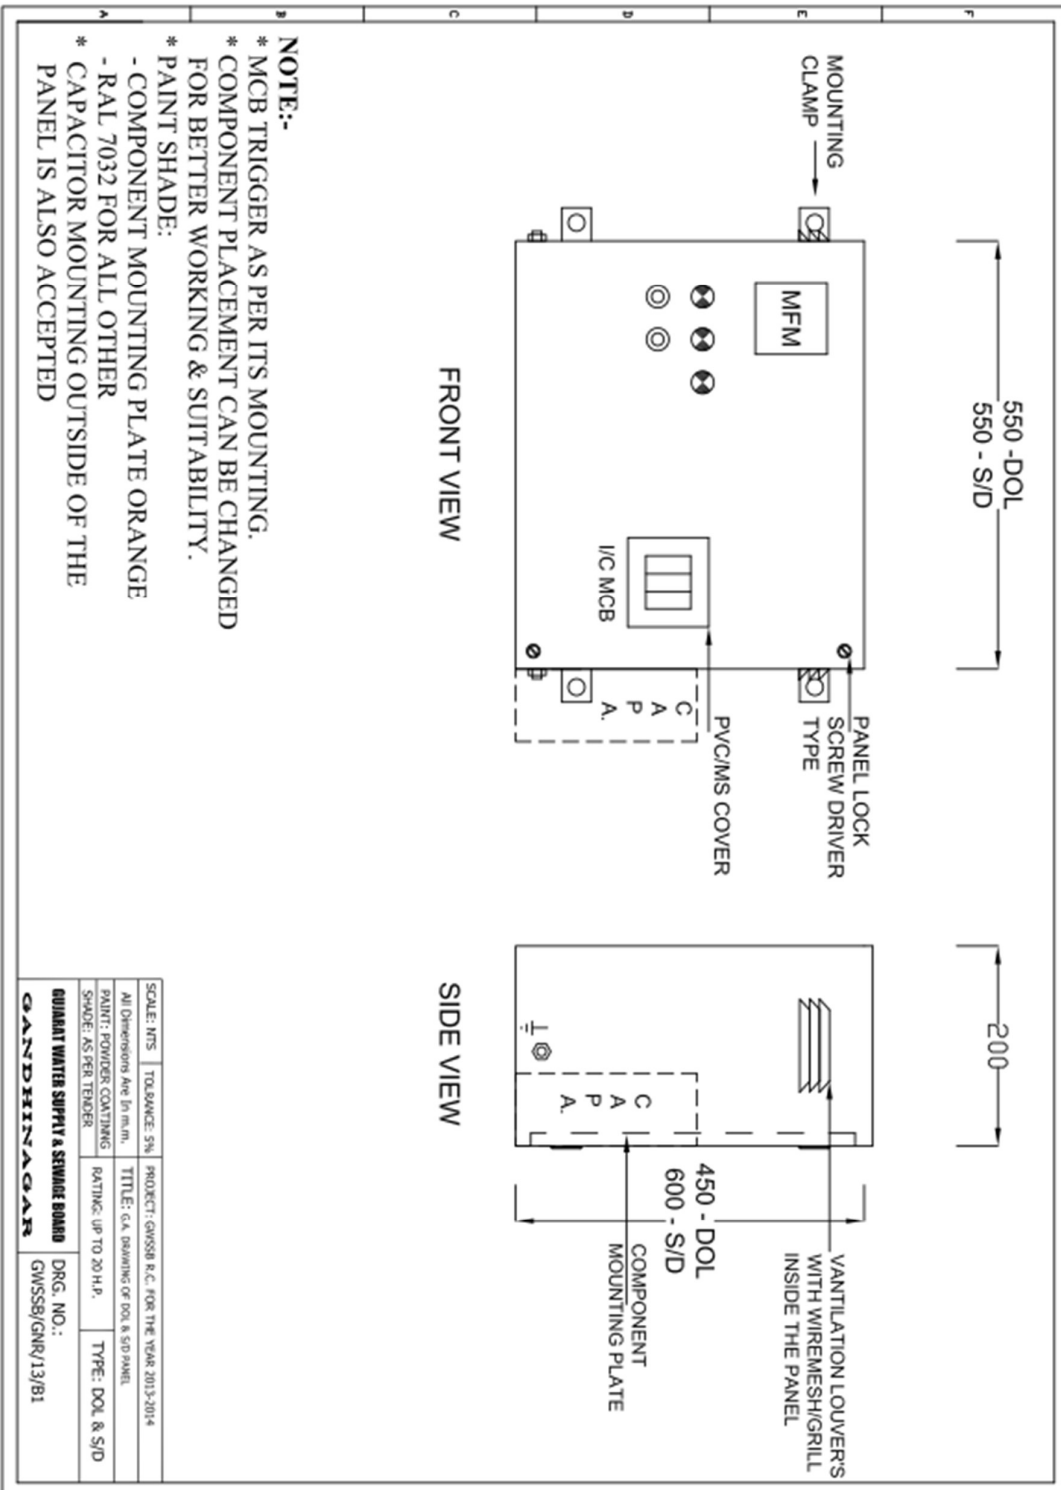 A
B
C
D
E
F
MOUNTING
CLAMP
550 -DOL
550 - S/D
MFM
I/C MCB
C
A
P
A.
PANEL LOCK
SCREW DRIVER
TYPE
PVC/MS COVER
FRONT VIEW
200
C
A
P
A.
450 - DOL
600 - S/D
VANTILATION LOUVER'S
WITH WIREMESH/GRILL
INSIDE THE PANEL
COMPONENT
MOUNTING PLATE
SIDE VIEW
NOTE:-
* MCB TRIGGER AS PER ITS MOUNTING.
* COMPONENT PLACEMENT CAN BE CHANGED
FOR BETTER WORKING & SUITABILITY.
* PAINT SHADE:
- COMPONENT MOUNTING PLATE ORANGE
- RAL 7032 FOR ALL OTHER
* CAPACITOR MOUNTING OUTSIDE OF THE
PANEL IS ALSO ACCEPTED
SCALE: NTS TOLRANCE: 5% PROJECT: GWSSB R.C. FOR THE YEAR 2013-2014
All Dimensions Are In m.m. TITLE: G.A. DRAWING OF DOL & S/D PANEL
PAINT: POWDER COATINNG
SHADE: AS PER TENDER
RATING: UP TO 20 H.P. TYPE: DOL & S/D
GUJARAT WATER SUPPLY & SEWAGE BOARD
GANDHINAGAR
DRG. NO.:
GWSSB/GNR/13/B1